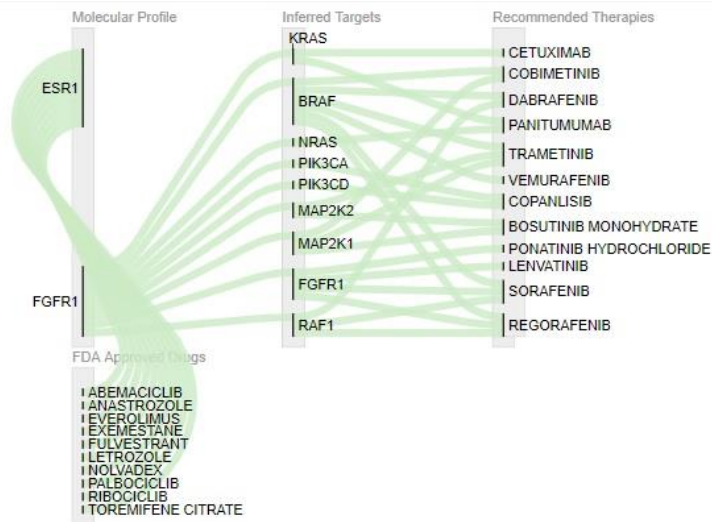 Molecular Profile
ESR1
FGFR1
Inferred Targets
KRAS
BRAF
NRAS
PIK3CA
PIK3CD
MAP2K2
MAP2K1
FGFR1
RAF1
Recommended Therapies
CETUXIMAB
COBIMETINIB
DABRAFENIB
PANITUMUMAB
TRAMETINIB
VEMURAFENIB
COPANLISIB
BOSUTINIB MONOHYDRATE
PONATINIB HYDROCHLORIDE
LENVATINIB
SORAFENIB
REGORAFENIB
FDA Approved Drugs
ABEMACICLIB
ANASTROZOLE
EVEROLIMUS
EXEMESTANE
FULVESTRANT
LETROZOLE
NOLVADEX
PALBOCICLIB
RIBOCICLIB
TOREMIFENE CITRATE